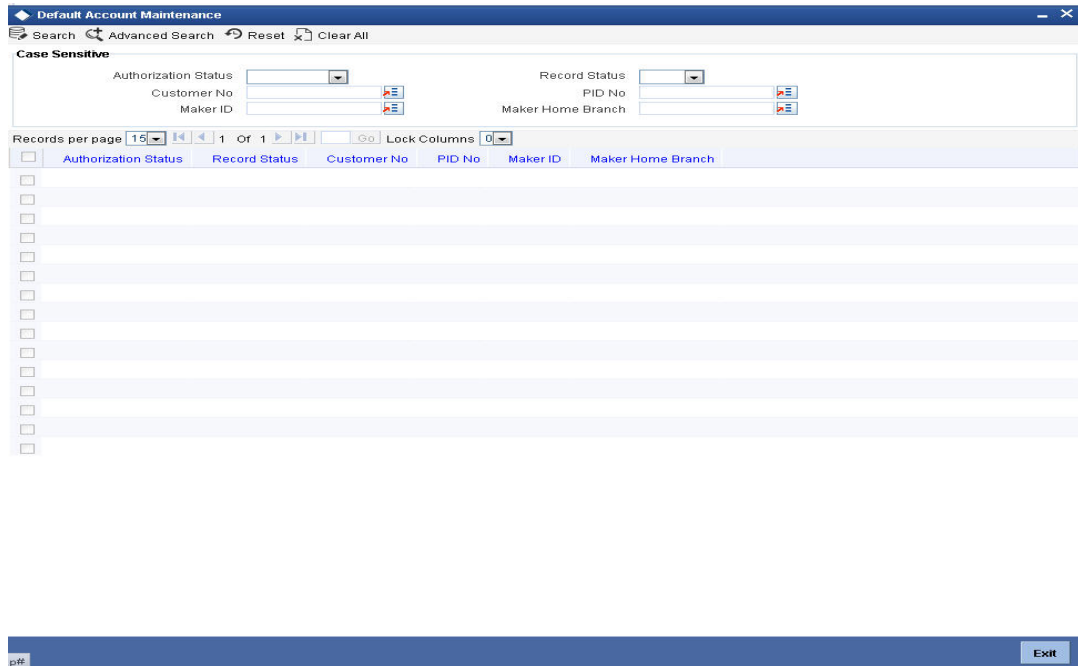 Default Account Maintenance
Search Advanced Search Reset Clear All
Case Sensitive
Authorization Status Record Status
Customer No PID No
Maker ID Maker Home Branch
Records per page 15 1 Of 1 Go Lock Columns 0
Authorization Status Record Status Customer No PID No Maker ID Maker Home Branch
Exit
p#